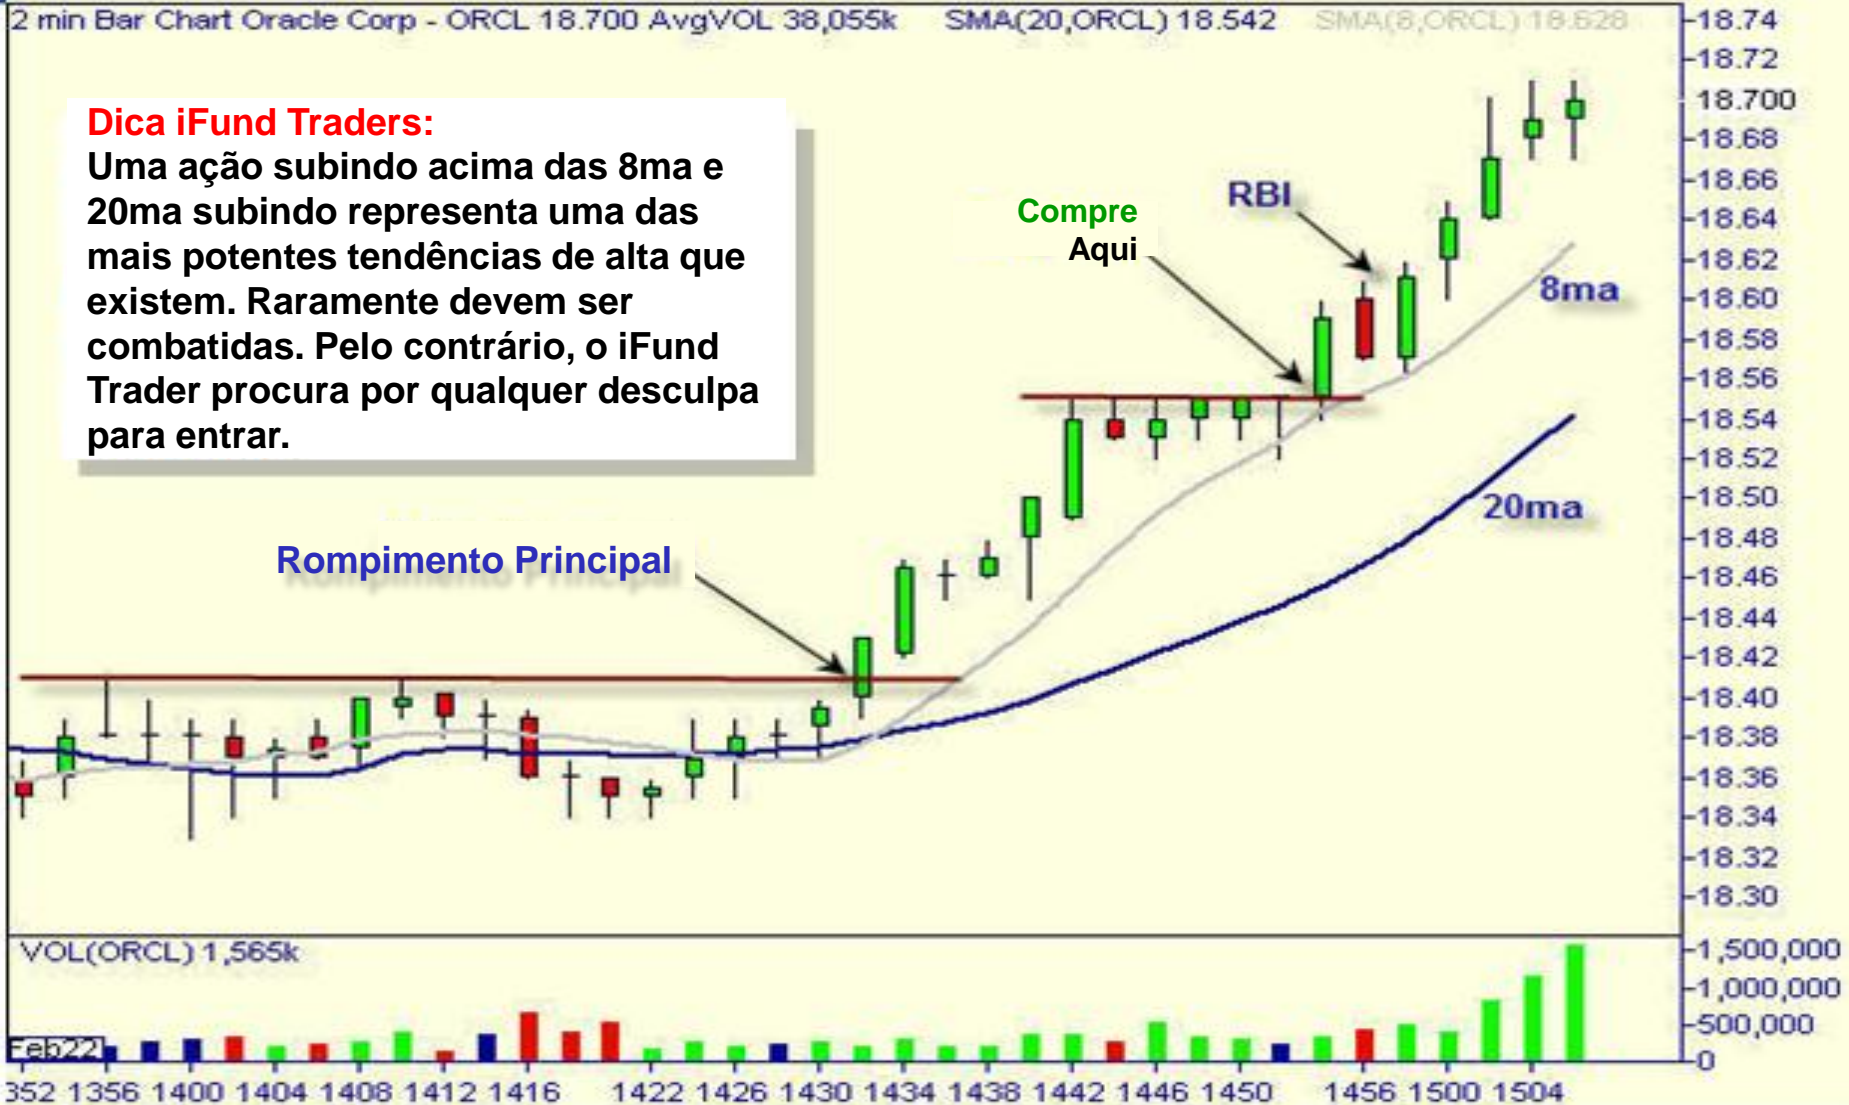 2 min Bar Chart Oracle Corp - ORCL 18.700 AvgVOL 38,055k SMA(20,ORCL) 18.542 SMA(8,ORCL) 18.628
Dica iFund Traders:
Uma ação subindo acima das 8ma e
20ma subindo representa uma das
mais potentes tendências de alta que
existem. Raramente devem ser
combatidas. Pelo contrário, o iFund
Trader procura por qualquer desculpa
para entrar.
Compre
Aqui
RBI
8ma
20ma
Rompimento Principal
18.74
18.72
18.700
18.68
18.66
18.64
18.62
18.60
18.58
18.56
18.54
18.52
18.50
18.48
18.46
18.44
18.42
18.40
18.38
18.36
18.34
18.32
18.30
VOL(ORCL) 1,565k
1,500,000
1,000,000
500,000
0
Feb22
352 1356 1400 1404 1408 1412 1416 1422 1426 1430 1434 1438 1442 1446 1450 1456 1500 1504